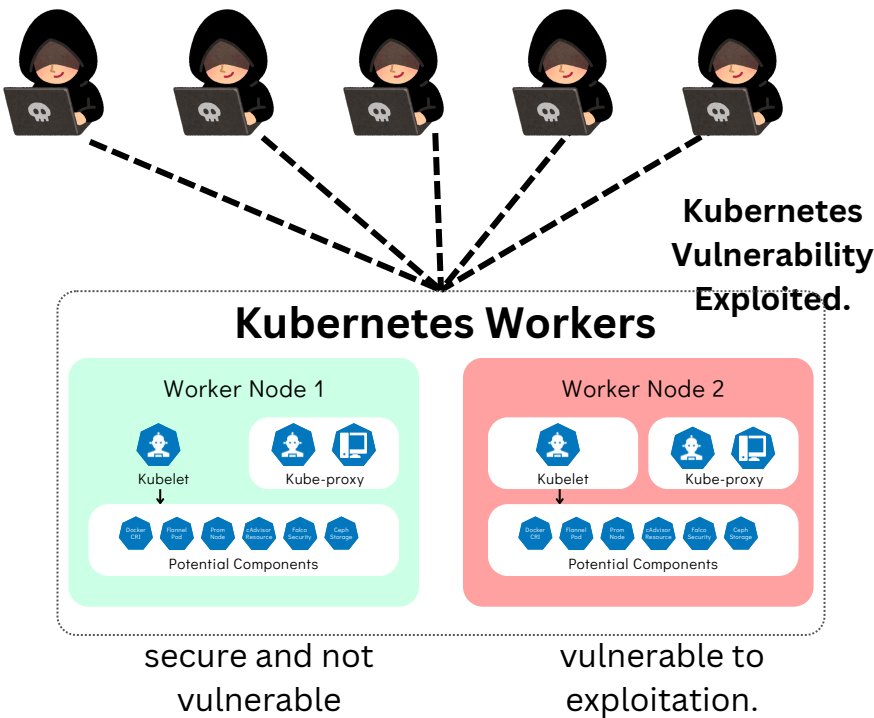 Kubernetes
Vulnerability
Exploited.
Kubernetes Workers
Worker Node 1
Kubelet
Kube-proxy
Docker
CRI
Flannel
Pod
Prom
Node
cAdvisor
Resource
Falco
Security
Ceph
Storage
Potential Components
Worker Node 2
Kubelet
Kube-proxy
Docker
CRI
Flannel
Pod
Prom
Node
cAdvisor
Resource
Falco
Security
Ceph
Storage
Potential Components
secure and not
vulnerable
vulnerable to
exploitation.